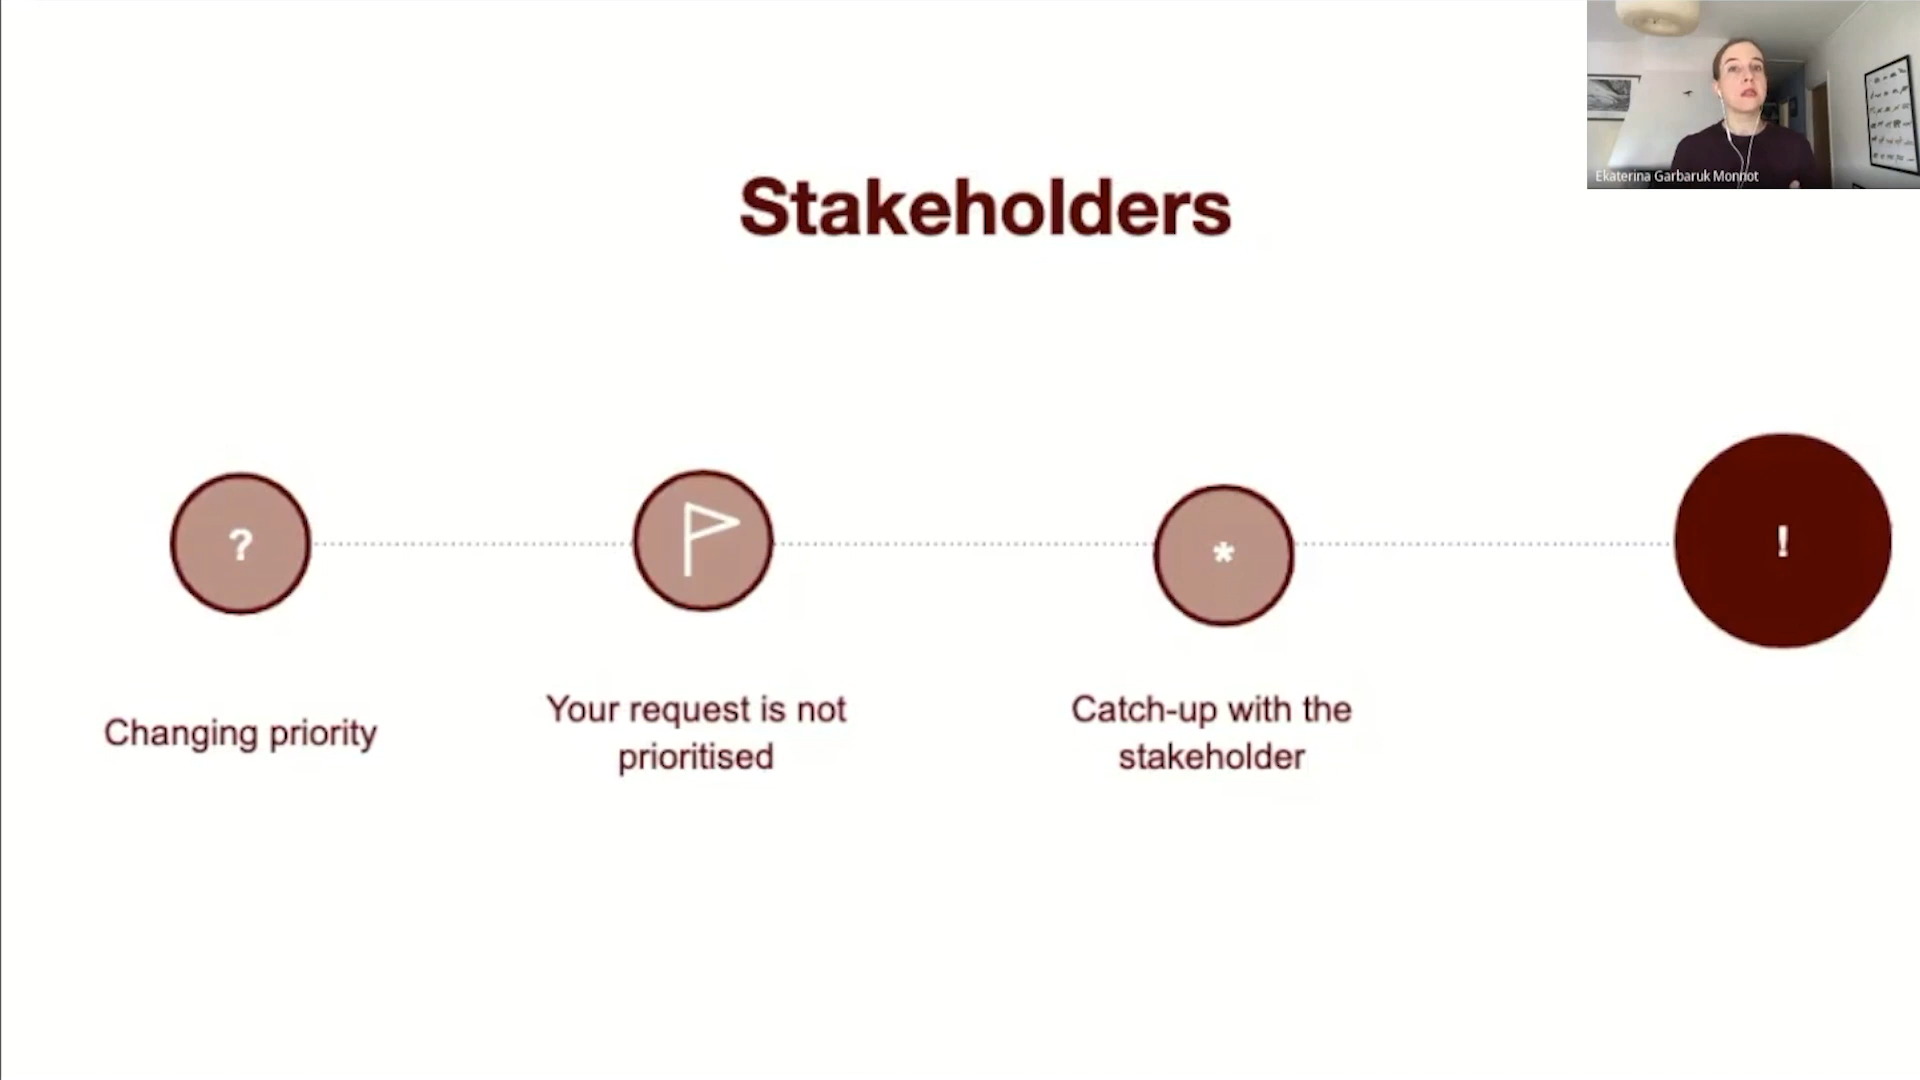 Ekaterina Garbaruk Monnot
Stakeholders
?
*
!
Changing priority
Your request is not
prioritised
Catch-up with the
stakeholder